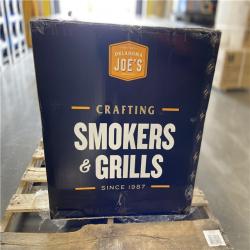 OKLAHOMA
JOE'S
CRAFTING
SMOKERS
& GRILLS
SINCE 1987